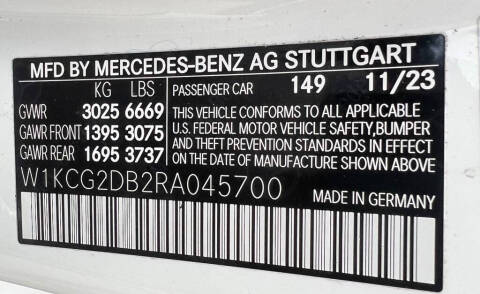 MFD BY MERCEDES-BENZ AG STUTTGART
KG LBS PASSENGER CAR 149 11/23
GVWR 3025 6669 THIS VEHICLE CONFORMS TO ALL APPLICABLE
GAWR FRONT 1395 3075 U.S. FEDERAL MOTOR VEHICLE SAFETY, BUMPER
GAWR REAR 1695 3737 AND THEFT PREVENTION STANDARDS IN EFFECT
ON THE DATE OF MANUFACTURE SHOWN ABOVE
W1KCG2DB2RA045700
MADE IN GERMANY